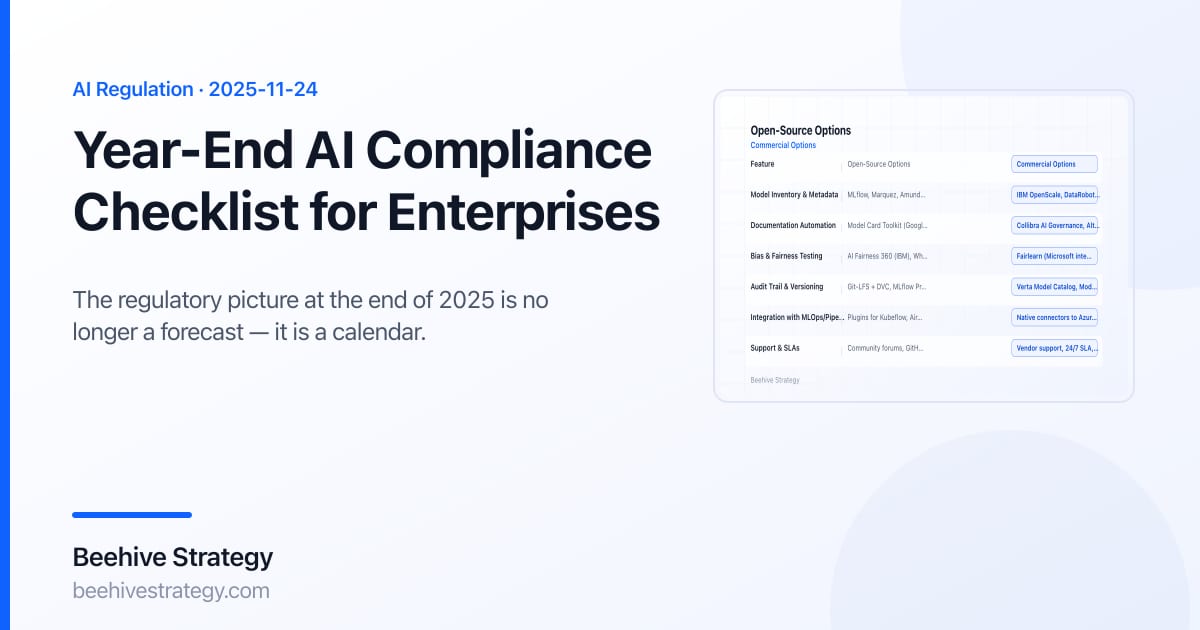 AI Regulation · 2025-11-24
Year-End AI Compliance
Checklist for Enterprises
The regulatory picture at the end of 2025 is no
longer a forecast — it is a calendar.
Beehive Strategy
beehivestrategy.com
Open-Source Options
Commercial Options
Feature Open-Source Options Commercial Options
Model Inventory & Metadata MLflow, Marquez, Amund... IBM OpenScale, DataRobot...
Documentation Automation Model Card Toolkit (Googl... Collibra AI Governance, Alt...
Bias & Fairness Testing AI Fairness 360 (IBM), Wh... Fairlearn (Microsoft inte...
Audit Trail & Versioning Git-LFS + DVC, MLflow Pr... Verta Model Catalog, Mod...
Integration with MLOps/Pipe... Plugins for Kubeflow, Air... Native connectors to Azur...
Support & SLAs Community forums, GitH... Vendor support, 24/7 SLA,...
Beehive Strategy